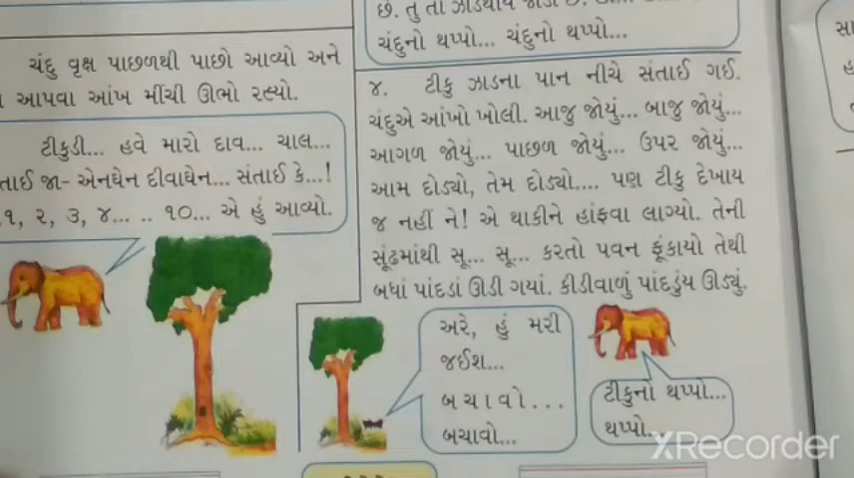 ચંદુ વૃક્ષ પાછળથી પાછો આવ્યો અને
આપવા આંખ મીંચી ઊભો રહ્યો.
ટીકુડી... હવે મારો દાવ... ચાલ...
તાઈ જા- એનઘેન દીવાઘેન... સંતાઈ કે...!
૧, ૨, ૩, ૪... .. ૧૦... એ હું આવ્યો.
છે. તુ તો ઝાડથીય
ચંદુનો થપ્પો... ચંદુનો થપ્પો...
૪. ટીકુ ઝાડના પાન નીચે સંતાઈ ગઈ.
ચંદુએ આંખો ખોલી. આજુ જોયું... બાજુ જોયું...
આગળ જોયું... પાછળ જોયું... ઉપર જોયું...
આમ દોડ્યો, તેમ દોડ્યો.... પણ ટીકુ દેખાય
જ નહીં ને! એ થાકીને હાંફવા લાગ્યો. તેની
સૂંઢમાંથી સૂ... સૂ... કરતો પવન ફૂંકાયો તેથી
બધાં પાંદડાં ઊડી ગયાં. કીડીવાળું પાંદડુંય ઊડ્યું.
અરે, હું મરી
જઈશ...
બચાવો...
બચાવો...
ટીકુનો થપ્પો...
થપ્પો...
XRecorder